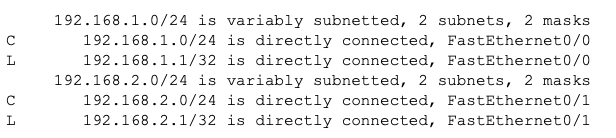 192.168.1.0/24 is variably subnetted, 2 subnets, 2 masks
C 192.168.1.0/24 is directly connected, FastEthernet0/0
L 192.168.1.1/32 is directly connected, FastEthernet0/0
192.168.2.0/24 is variably subnetted, 2 subnets, 2 masks
C 192.168.2.0/24 is directly connected, FastEthernet0/1
L 192.168.2.1/32 is directly connected, FastEthernet0/1